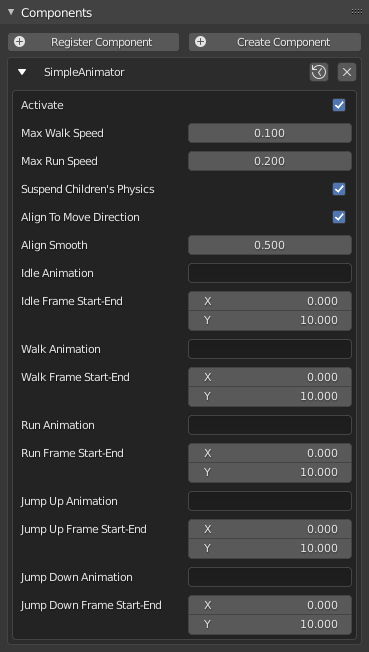 Components
Register Component Create Component
SimpleAnimator
Activate
Max Walk Speed 0.100
Max Run Speed 0.200
Suspend Children's Physics
Align To Move Direction
Align Smooth 0.500
Idle Animation
Idle Frame Start-End X 0.000
Y 10.000
Walk Animation
Walk Frame Start-End X 0.000
Y 10.000
Run Animation
Run Frame Start-End X 0.000
Y 10.000
Jump Up Animation
Jump Up Frame Start-End X 0.000
Y 10.000
Jump Down Animation
Jump Down Frame Start-End X 0.000
Y 10.000